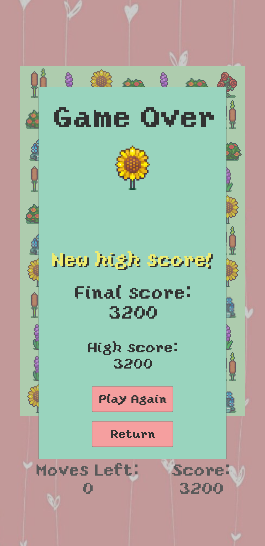 Game Over
New high Score!
Final Score:
3200
High Score:
3200
Play Again
Return
Moves Left: Score:
0 3200